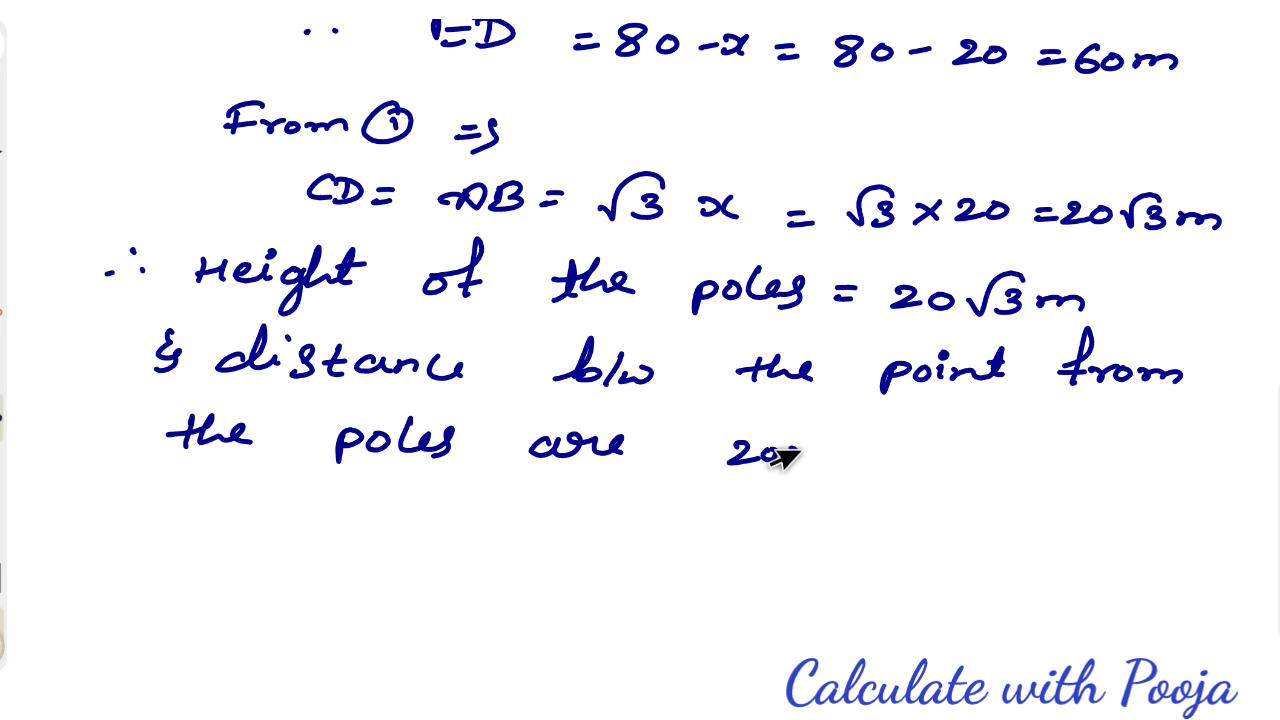 ∴ ED = 80 - x = 80 - 20 = 60m
From ⓘ ⇒
CD = AB = √3 x = √3 × 20 = 20√3 m
∴ Height of the poles = 20√3 m
& distance b/w the point from
the poles are 20
Calculate with Pooja